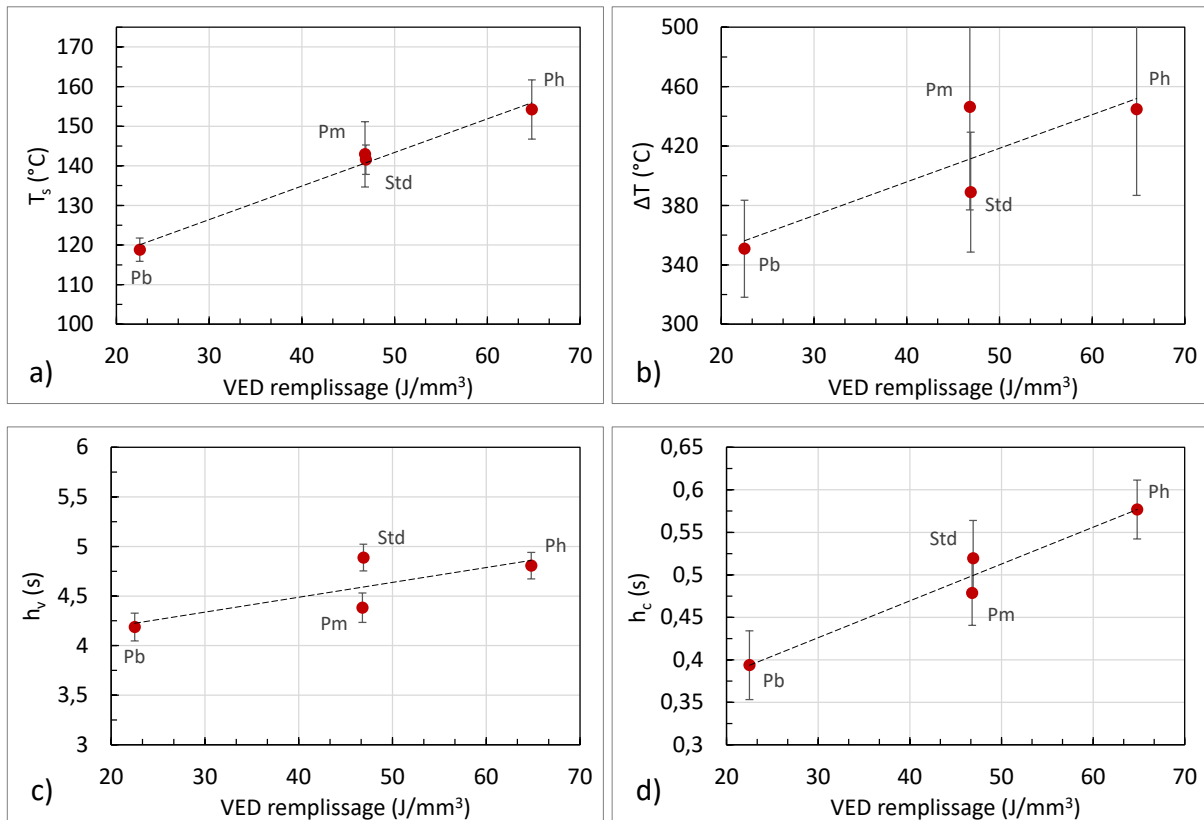 170
160
150
140
130
120
110
100
T_s (°C)
Pb
Pm
Std
Ph
20 30 40 50 60 70
VED remplissage (J/mm³)
a)
500
460
420
380
340
300
ΔT (°C)
Pb
Pm
Std
Ph
20 30 40 50 60 70
VED remplissage (J/mm³)
b)
6
5,5
5
4,5
4
3,5
3
h_v (s)
Pb
Std
Pm
Ph
20 30 40 50 60 70
VED remplissage (J/mm³)
c)
0,65
0,6
0,55
0,5
0,45
0,4
0,35
0,3
h_c (s)
Pb
Std
Pm
Ph
20 30 40 50 60 70
VED remplissage (J/mm³)
d)